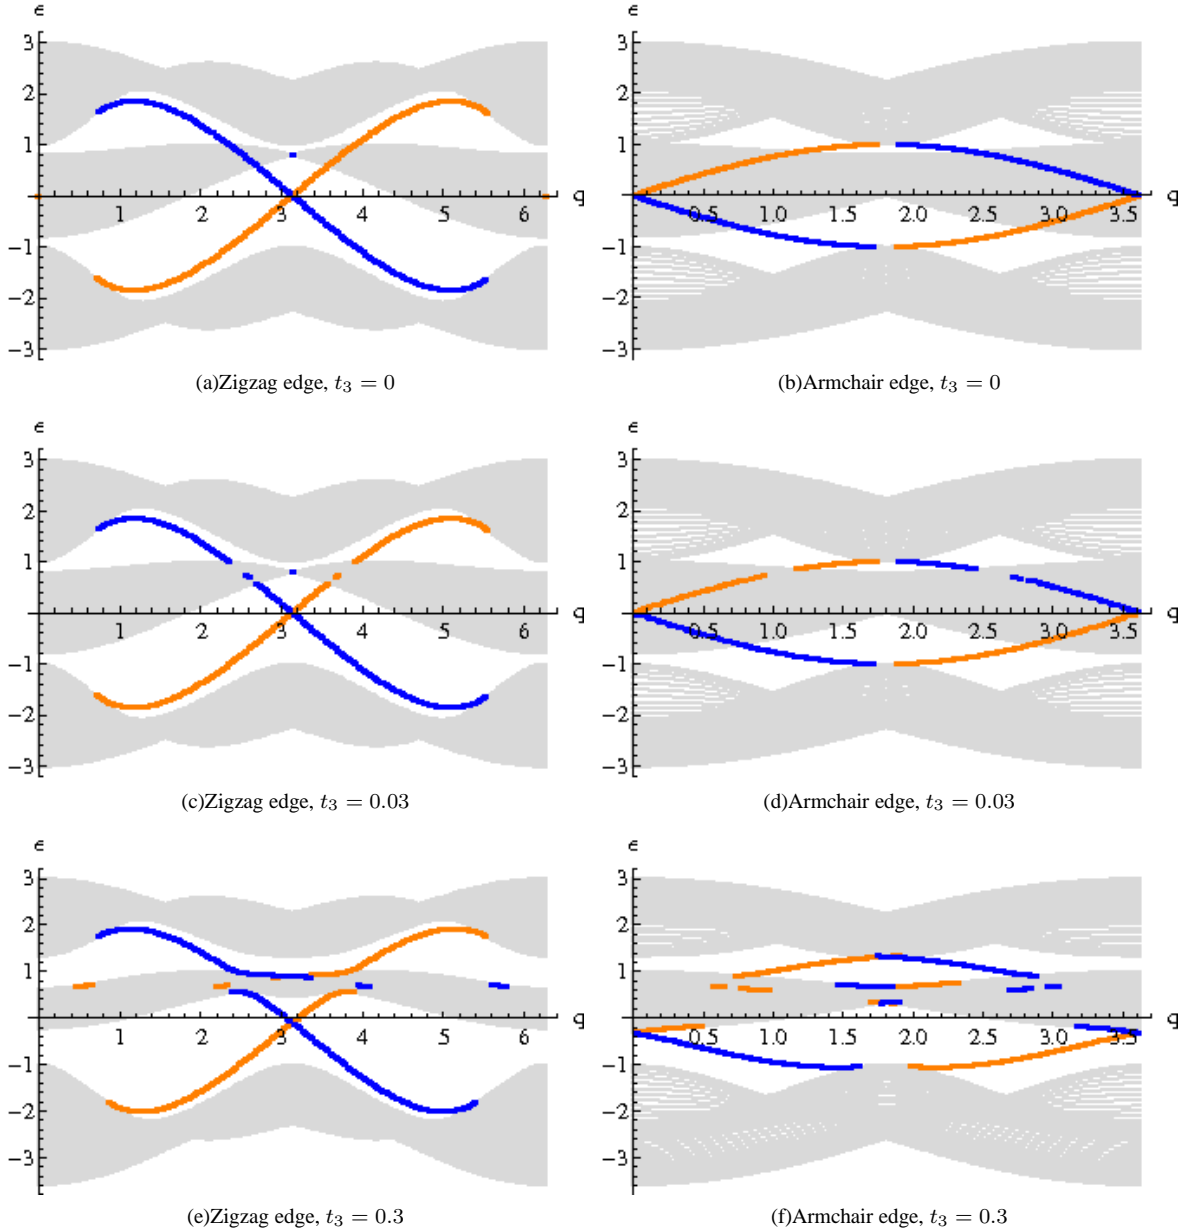 ϵ ϵ
3 3
2 2
1 1
1 2 3 4 5 6 q 0.5 1.0 1.5 2.0 2.5 3.0 3.5 q
−1 −1
−2 −2
−3 −3
(a)Zigzag edge, t₃ = 0 (b)Armchair edge, t₃ = 0
ϵ ϵ
3 3
2 2
1 1
1 2 3 4 5 6 q 0.5 1.0 1.5 2.0 2.5 3.0 3.5 q
−1 −1
−2 −2
−3 −3
(c)Zigzag edge, t₃ = 0.03 (d)Armchair edge, t₃ = 0.03
ϵ ϵ
3 3
2 2
1 1
1 2 3 4 5 6 q 0.5 1.0 1.5 2.0 2.5 3.0 3.5 q
−1 −1
−2 −2
−3 −3
(e)Zigzag edge, t₃ = 0.3 (f)Armchair edge, t₃ = 0.3